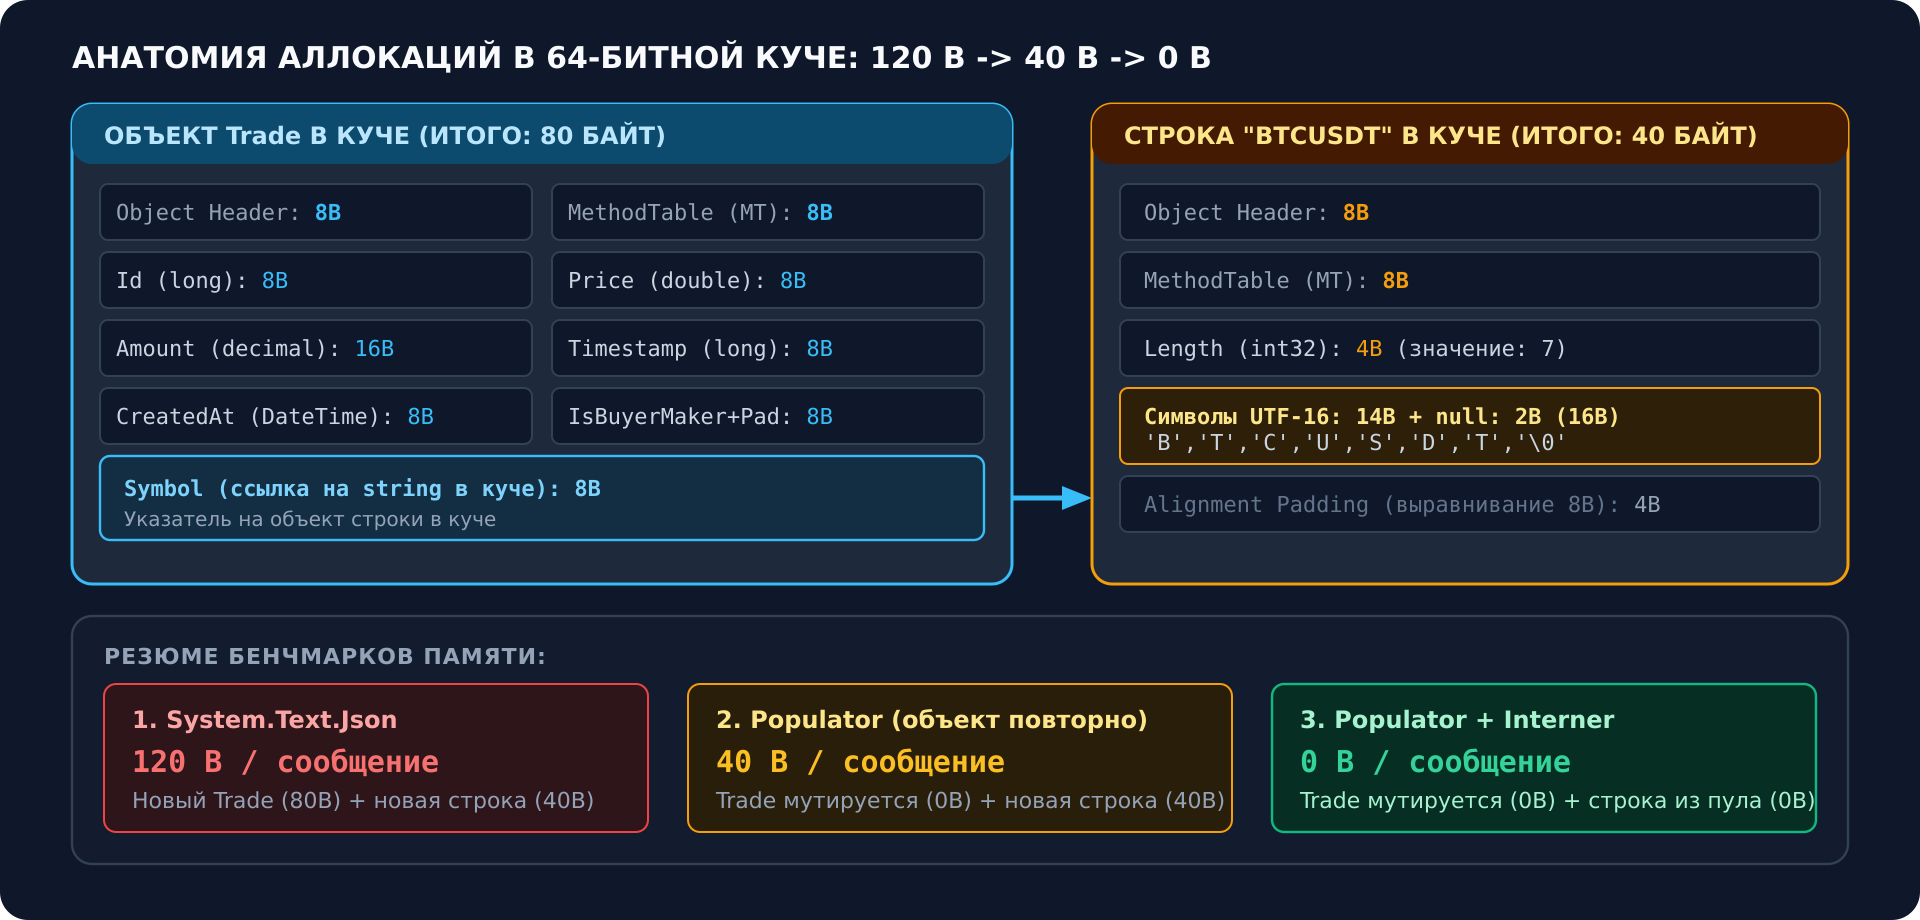 АНАТОМИЯ АЛЛОКАЦИЙ В 64-БИТНОЙ КУЧЕ: 120 B -> 40 B -> 0 B
ОБЪЕКТ Trade В КУЧЕ (ИТОГО: 80 БАЙТ)
Object Header: 8B
MethodTable (MT): 8B
Id (long): 8B
Price (double): 8B
Amount (decimal): 16B
Timestamp (long): 8B
CreatedAt (DateTime): 8B
IsBuyerMaker+Pad: 8B
Symbol (ссылка на string в куче): 8B
Указатель на объект строки в куче
СТРОКА "BTCUSDT" В КУЧЕ (ИТОГО: 40 БАЙТ)
Object Header: 8B
MethodTable (MT): 8B
Length (int32): 4B (значение: 7)
Символы UTF-16: 14B + null: 2B (16B)
'B','T','C','U','S','D','T','\0'
Alignment Padding (выравнивание 8B): 4B
РЕЗЮМЕ БЕНЧМАРКОВ ПАМЯТИ:
1. System.Text.Json
120 B / сообщение
Новый Trade (80B) + новая строка (40B)
2. Populator (объект повторно)
40 B / сообщение
Trade мутируется (0B) + новая строка (40B)
3. Populator + Interner
0 B / сообщение
Trade мутируется (0B) + строка из пула (0B)